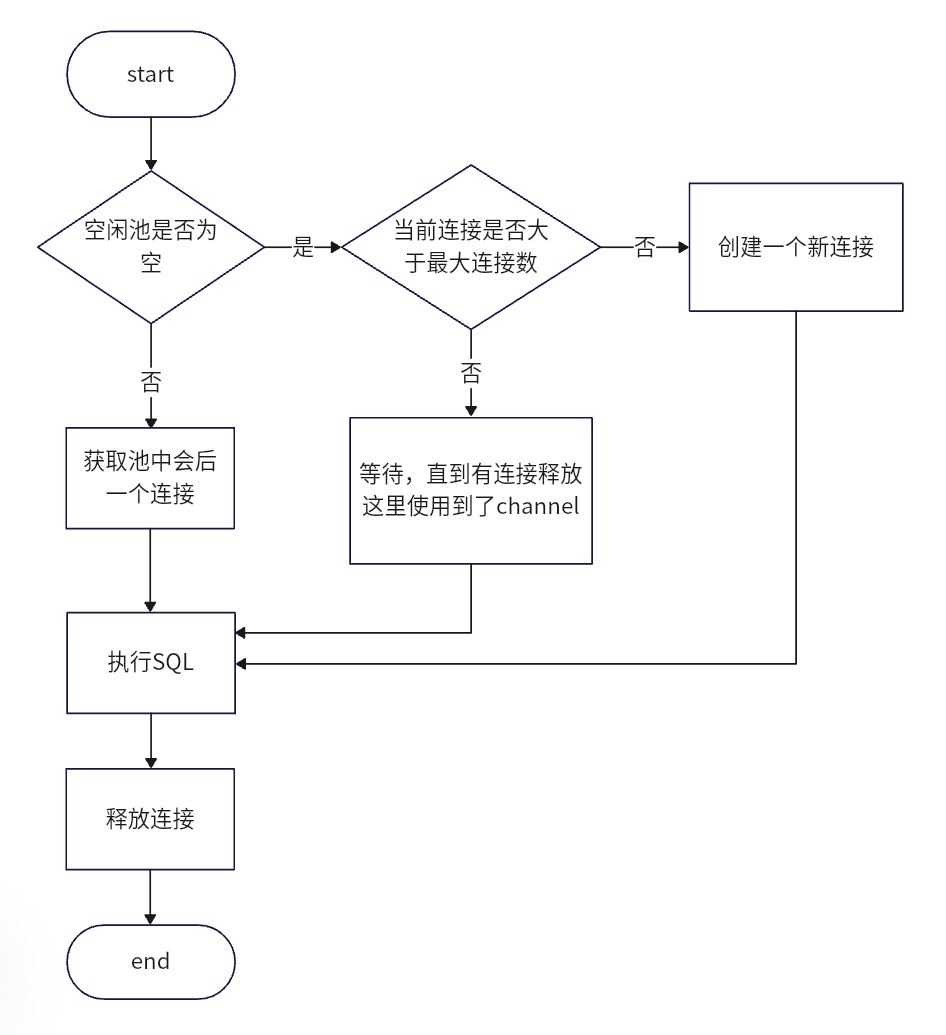 start
空闲池是否为
空
是
当前连接是否大
于最大连接数
否
创建一个新连接
否
否
获取池中会后
一个连接
等待，直到有连接释放
这里使用到了channel
执行SQL
释放连接
end